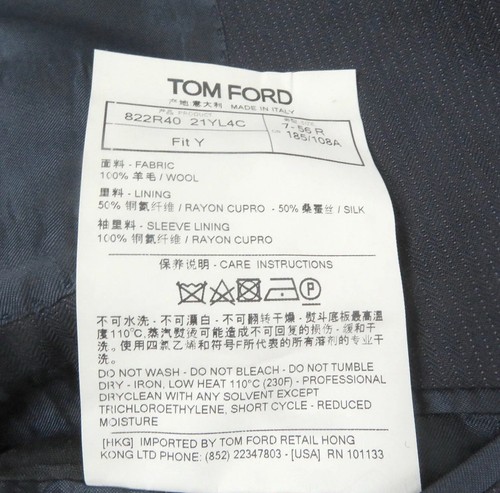 TOM FORD
产地意大利 MADE IN ITALY
产品 PRODUCT
822R40 21YL4C
SIZE
7-56 R
185/108A
Fit Y
面料 - FABRIC
100% 羊毛 / WOOL
里料 - LINING
50% 铜氨纤维 / RAYON CUPRO - 50% 桑蚕丝 / SILK
袖里料 - SLEEVE LINING
100% 铜氨纤维 / RAYON CUPRO
保养说明 - CARE INSTRUCTIONS
P
不可水洗 - 不可漂白 - 不可翻转干燥 - 熨斗底板最高温
度110℃,蒸汽熨烫可能造成不可回复的损伤 - 缓和干
洗。使用四氯乙烯和符号F所代表的所有溶剂的专业干
洗。
DO NOT WASH - DO NOT BLEACH - DO NOT TUMBLE
DRY - IRON, LOW HEAT 110°C (230F) - PROFESSIONAL
DRYCLEAN WITH ANY SOLVENT EXCEPT
TRICHLOROETHYLENE, SHORT CYCLE - REDUCED
MOISTURE
[HKG] IMPORTED BY TOM FORD RETAIL HONG
KONG LTD PHONE: (852) 22347803 - [USA] RN 101133